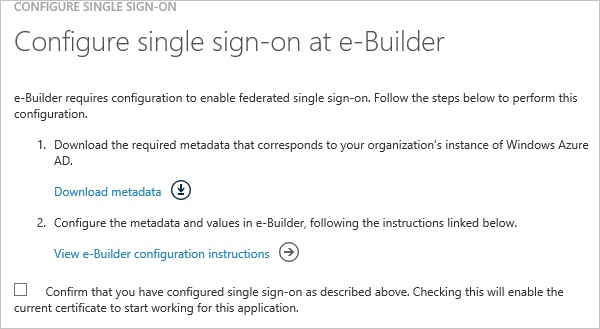 CONFIGURE SINGLE SIGN-ON
Configure single sign-on at e-Builder
e-Builder requires configuration to enable federated single sign-on. Follow the steps below to perform this
configuration.
1. Download the required metadata that corresponds to your organization's instance of Windows Azure
AD.
Download metadata
2. Configure the metadata and values in e-Builder, following the instructions linked below.
View e-Builder configuration instructions
Confirm that you have configured single sign-on as described above. Checking this will enable the
current certificate to start working for this application.